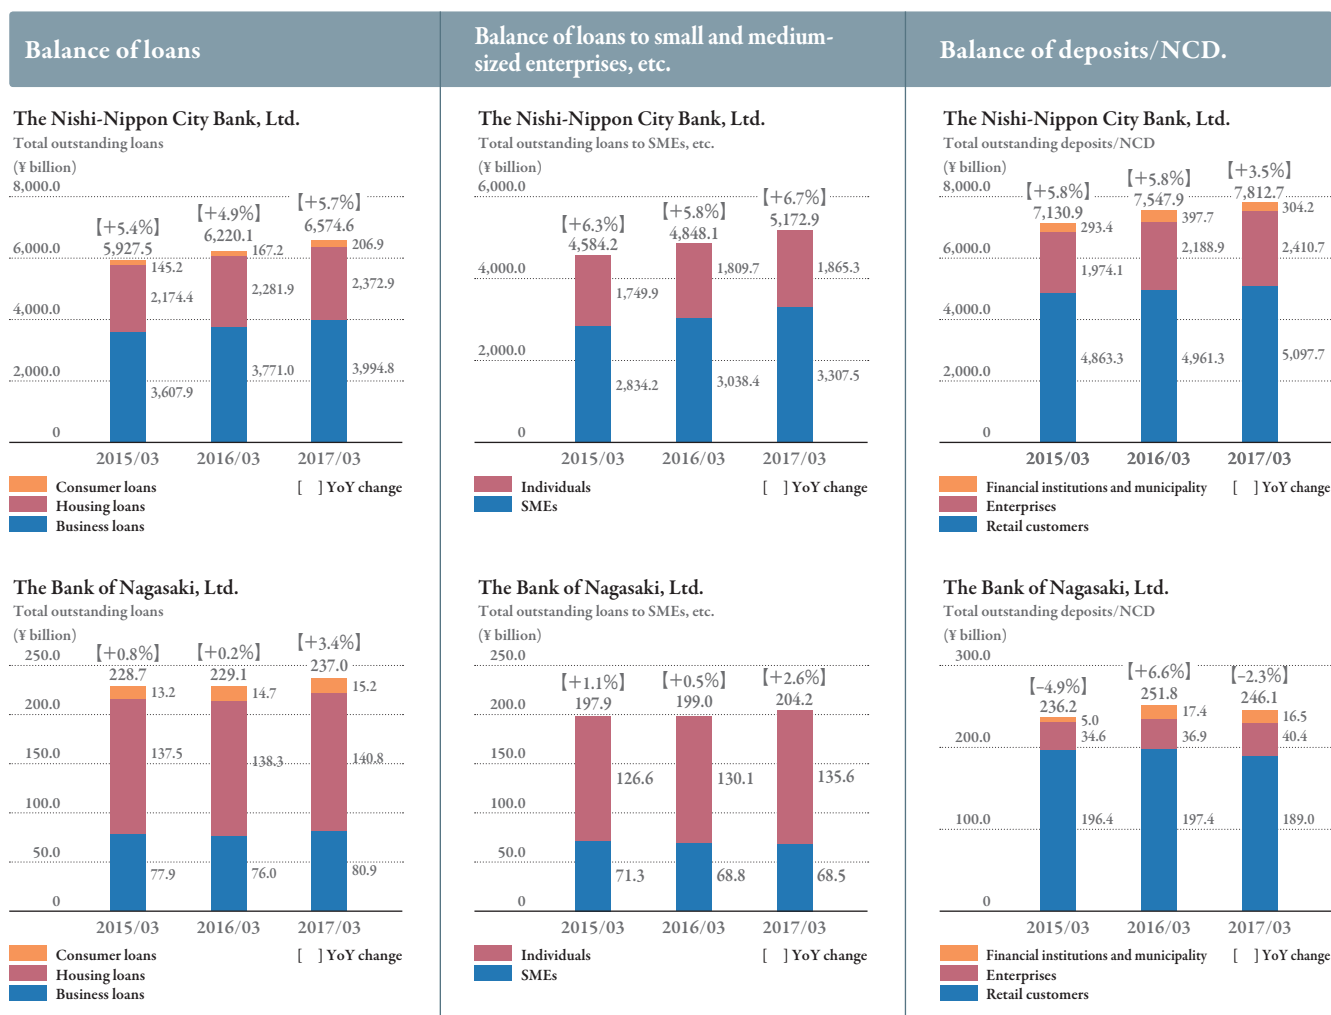 Balance of loans
Balance of loans to small and medium-
sized enterprises, etc.
Balance of deposits/NCD.
The Nishi-Nippon City Bank, Ltd.
Total outstanding loans
(¥ billion)
8,000.0
6,000.0
4,000.0
2,000.0
0
【+5.4%】
5,927.5
145.2
2,174.4
3,607.9
【+4.9%】
6,220.1
167.2
2,281.9
3,771.0
【+5.7%】
6,574.6
206.9
2,372.9
3,994.8
2015/03 2016/03 2017/03
Consumer loans
Housing loans
Business loans
[ ] YoY change
The Nishi-Nippon City Bank, Ltd.
Total outstanding loans to SMEs, etc.
(¥ billion)
6,000.0
4,000.0
2,000.0
0
【+6.3%】
4,584.2
1,749.9
2,834.2
【+5.8%】
4,848.1
1,809.7
3,038.4
【+6.7%】
5,172.9
1,865.3
3,307.5
2015/03 2016/03 2017/03
Individuals
SMEs
[ ] YoY change
The Nishi-Nippon City Bank, Ltd.
Total outstanding deposits/NCD
(¥ billion)
8,000.0
6,000.0
4,000.0
2,000.0
0
【+5.8%】
7,130.9
293.4
1,974.1
4,863.3
【+5.8%】
7,547.9
397.7
2,188.9
4,961.3
【+3.5%】
7,812.7
304.2
2,410.7
5,097.7
2015/03 2016/03 2017/03
Financial institutions and municipality
Enterprises
Retail customers
[ ] YoY change
The Bank of Nagasaki, Ltd.
Total outstanding loans
(¥ billion)
250.0
200.0
150.0
100.0
50.0
0
【+0.8%】
228.7
13.2
137.5
77.9
【+0.2%】
229.1
14.7
138.3
76.0
【+3.4%】
237.0
15.2
140.8
80.9
2015/03 2016/03 2017/03
Consumer loans
Housing loans
Business loans
[ ] YoY change
The Bank of Nagasaki, Ltd.
Total outstanding loans to SMEs, etc.
(¥ billion)
250.0
200.0
150.0
100.0
50.0
0
【+1.1%】
197.9
126.6
71.3
【+0.5%】
199.0
130.1
68.8
【+2.6%】
204.2
135.6
68.5
2015/03 2016/03 2017/03
Individuals
SMEs
[ ] YoY change
The Bank of Nagasaki, Ltd.
Total outstanding deposits/NCD
(¥ billion)
300.0
200.0
100.0
0
【-4.9%】
236.2
5.0
34.6
196.4
【+6.6%】
251.8
17.4
36.9
197.4
【-2.3%】
246.1
16.5
40.4
189.0
2015/03 2016/03 2017/03
Financial institutions and municipality
Enterprises
Retail customers
[ ] YoY change